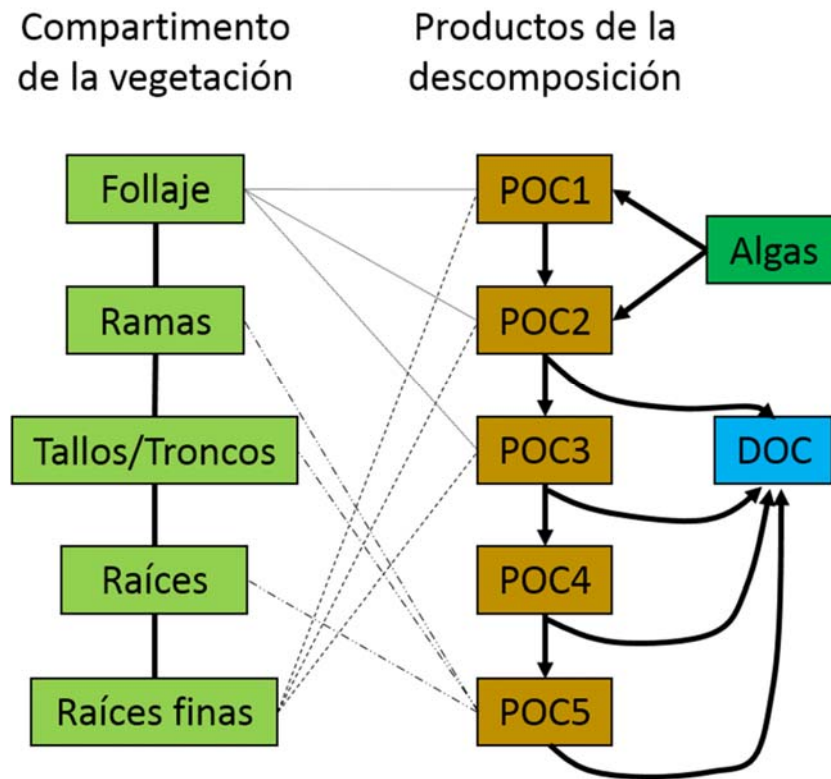 Compartimento
de la vegetación
Productos de la
descomposición
Follaje
POC1
Algas
Ramas
POC2
Tallos/Troncos
POC3
DOC
Raíces
POC4
Raíces finas
POC5